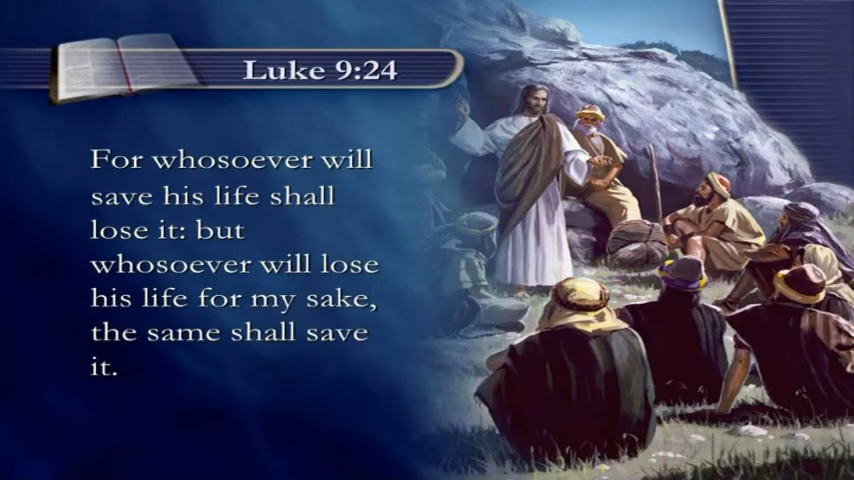 Luke 9:24
For whosoever will
save his life shall
lose it: but
whosoever will lose
his life for my sake,
the same shall save
it.